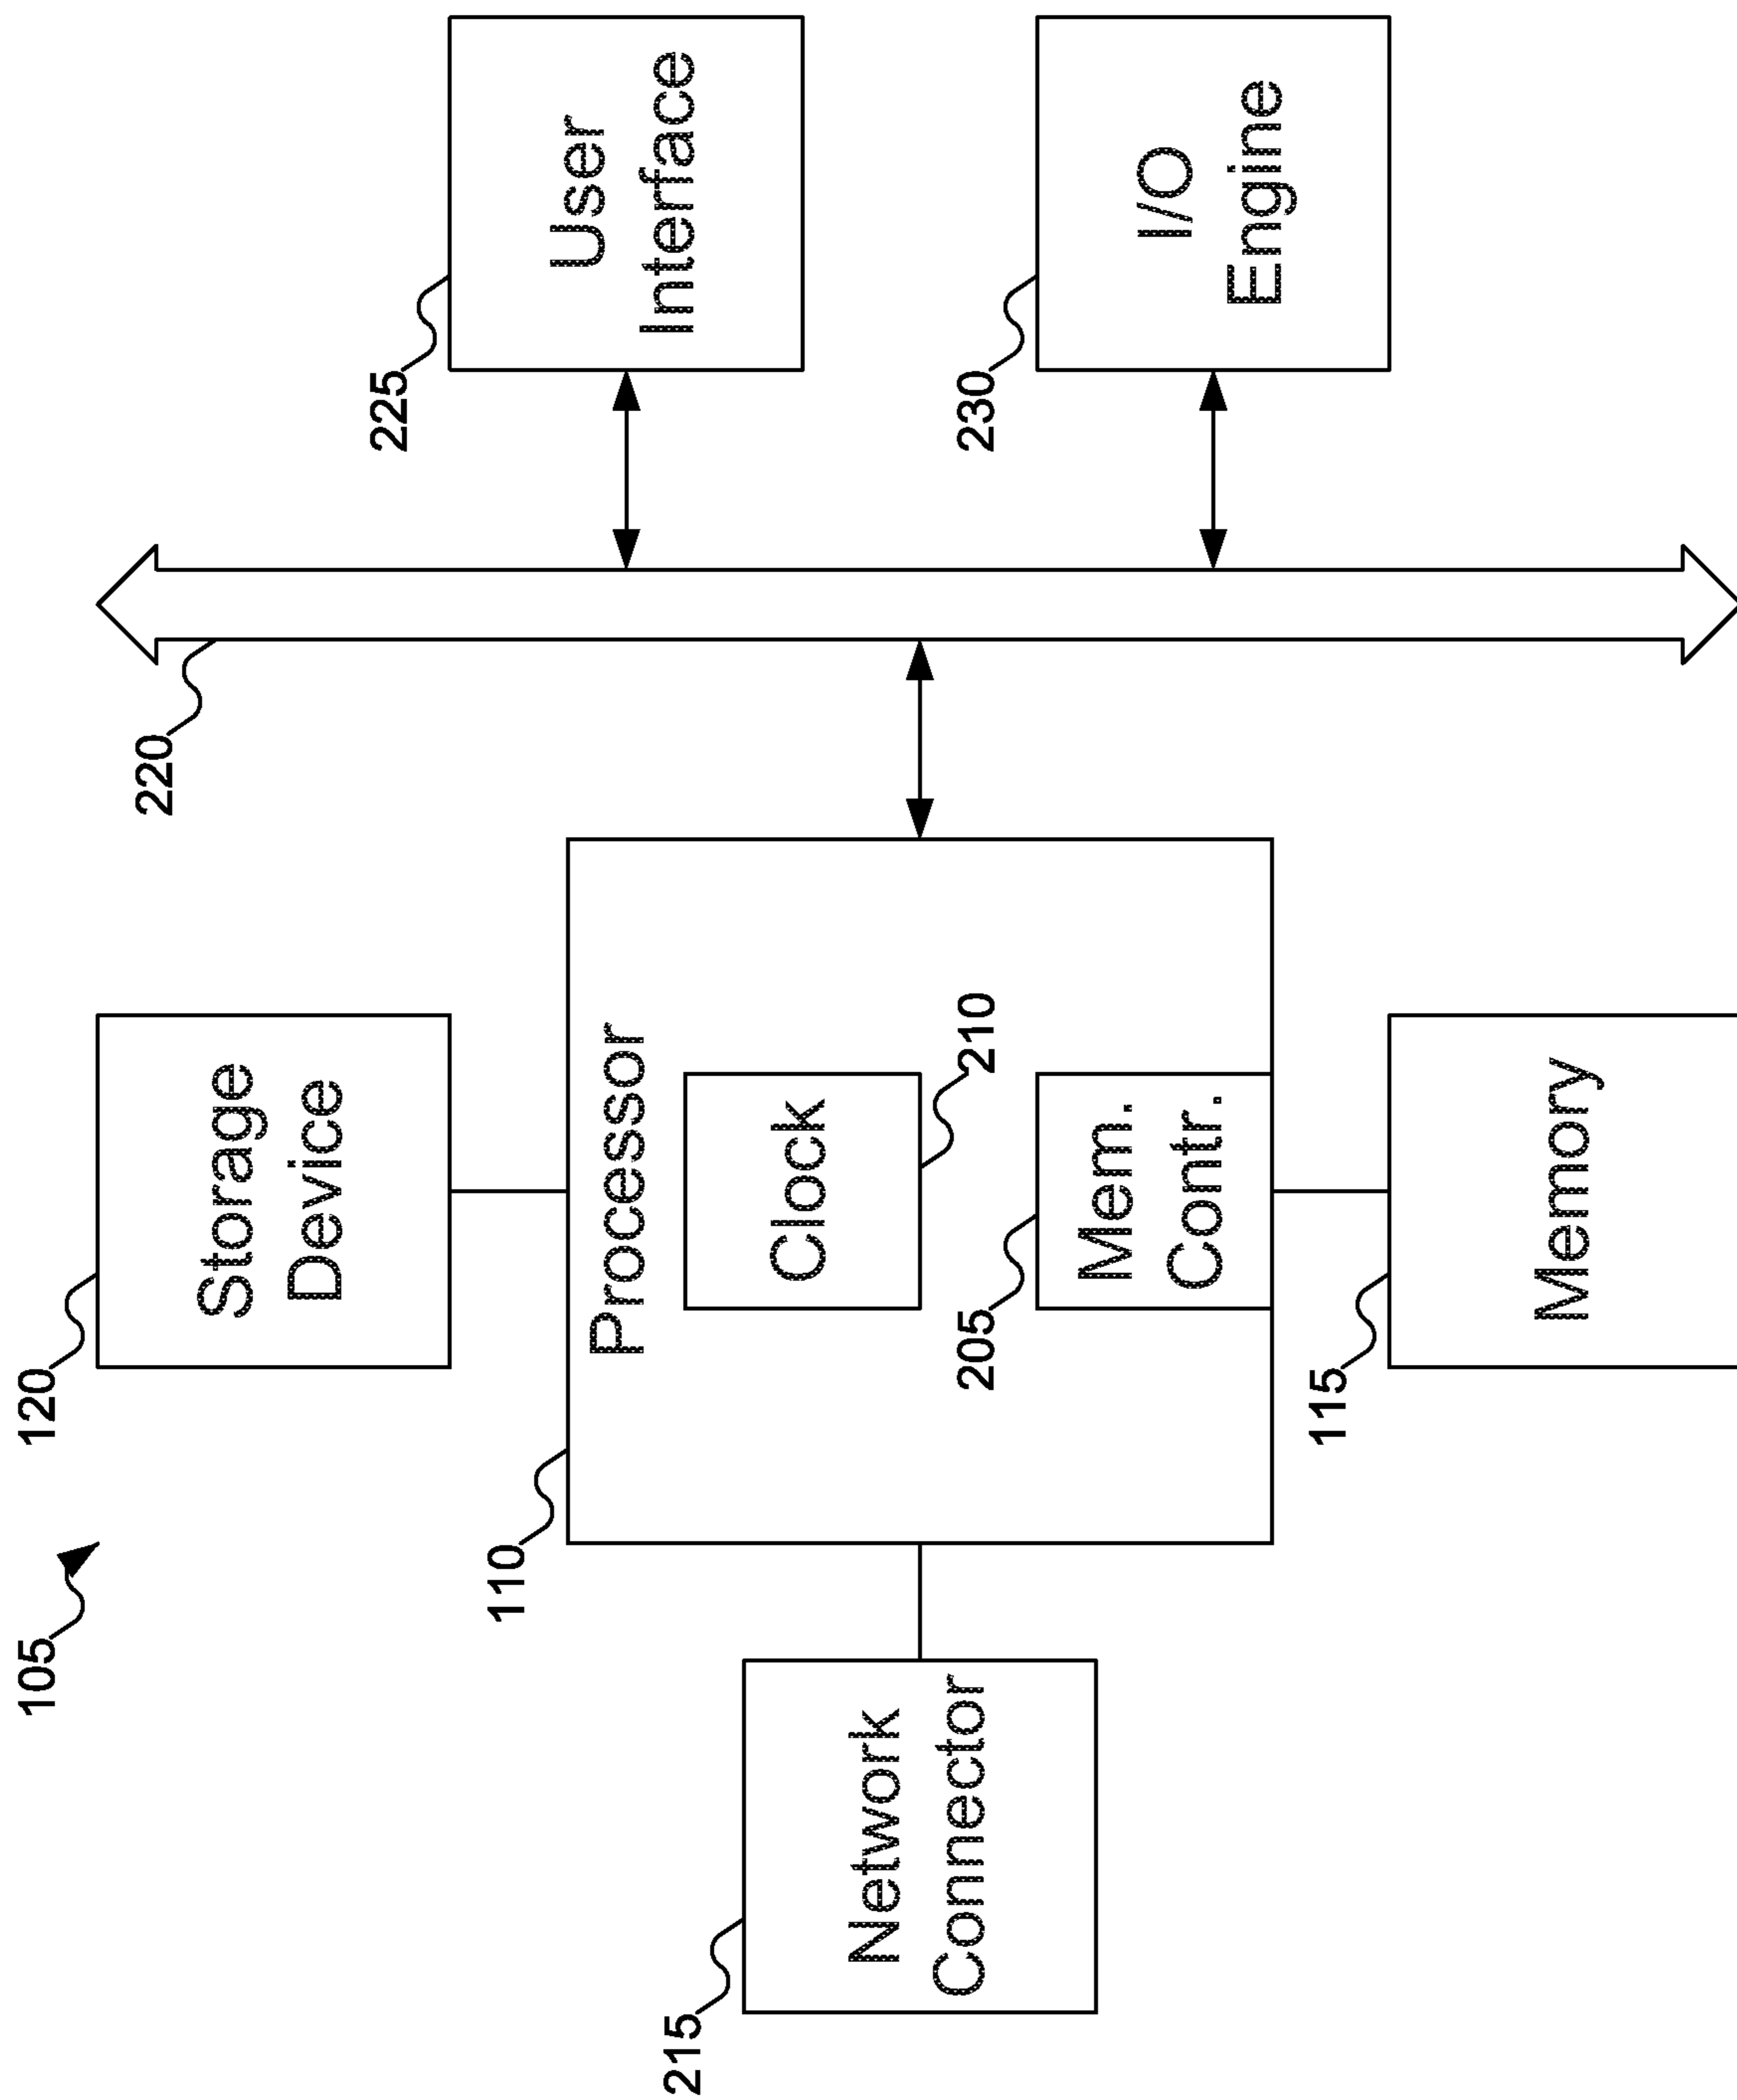 105
120
Storage
Device
220
225
User
Interface
110
Processor
215
Network
Connector
Clock
210
205
Mem.
Contr.
230
I/O
Engine
115
Memory